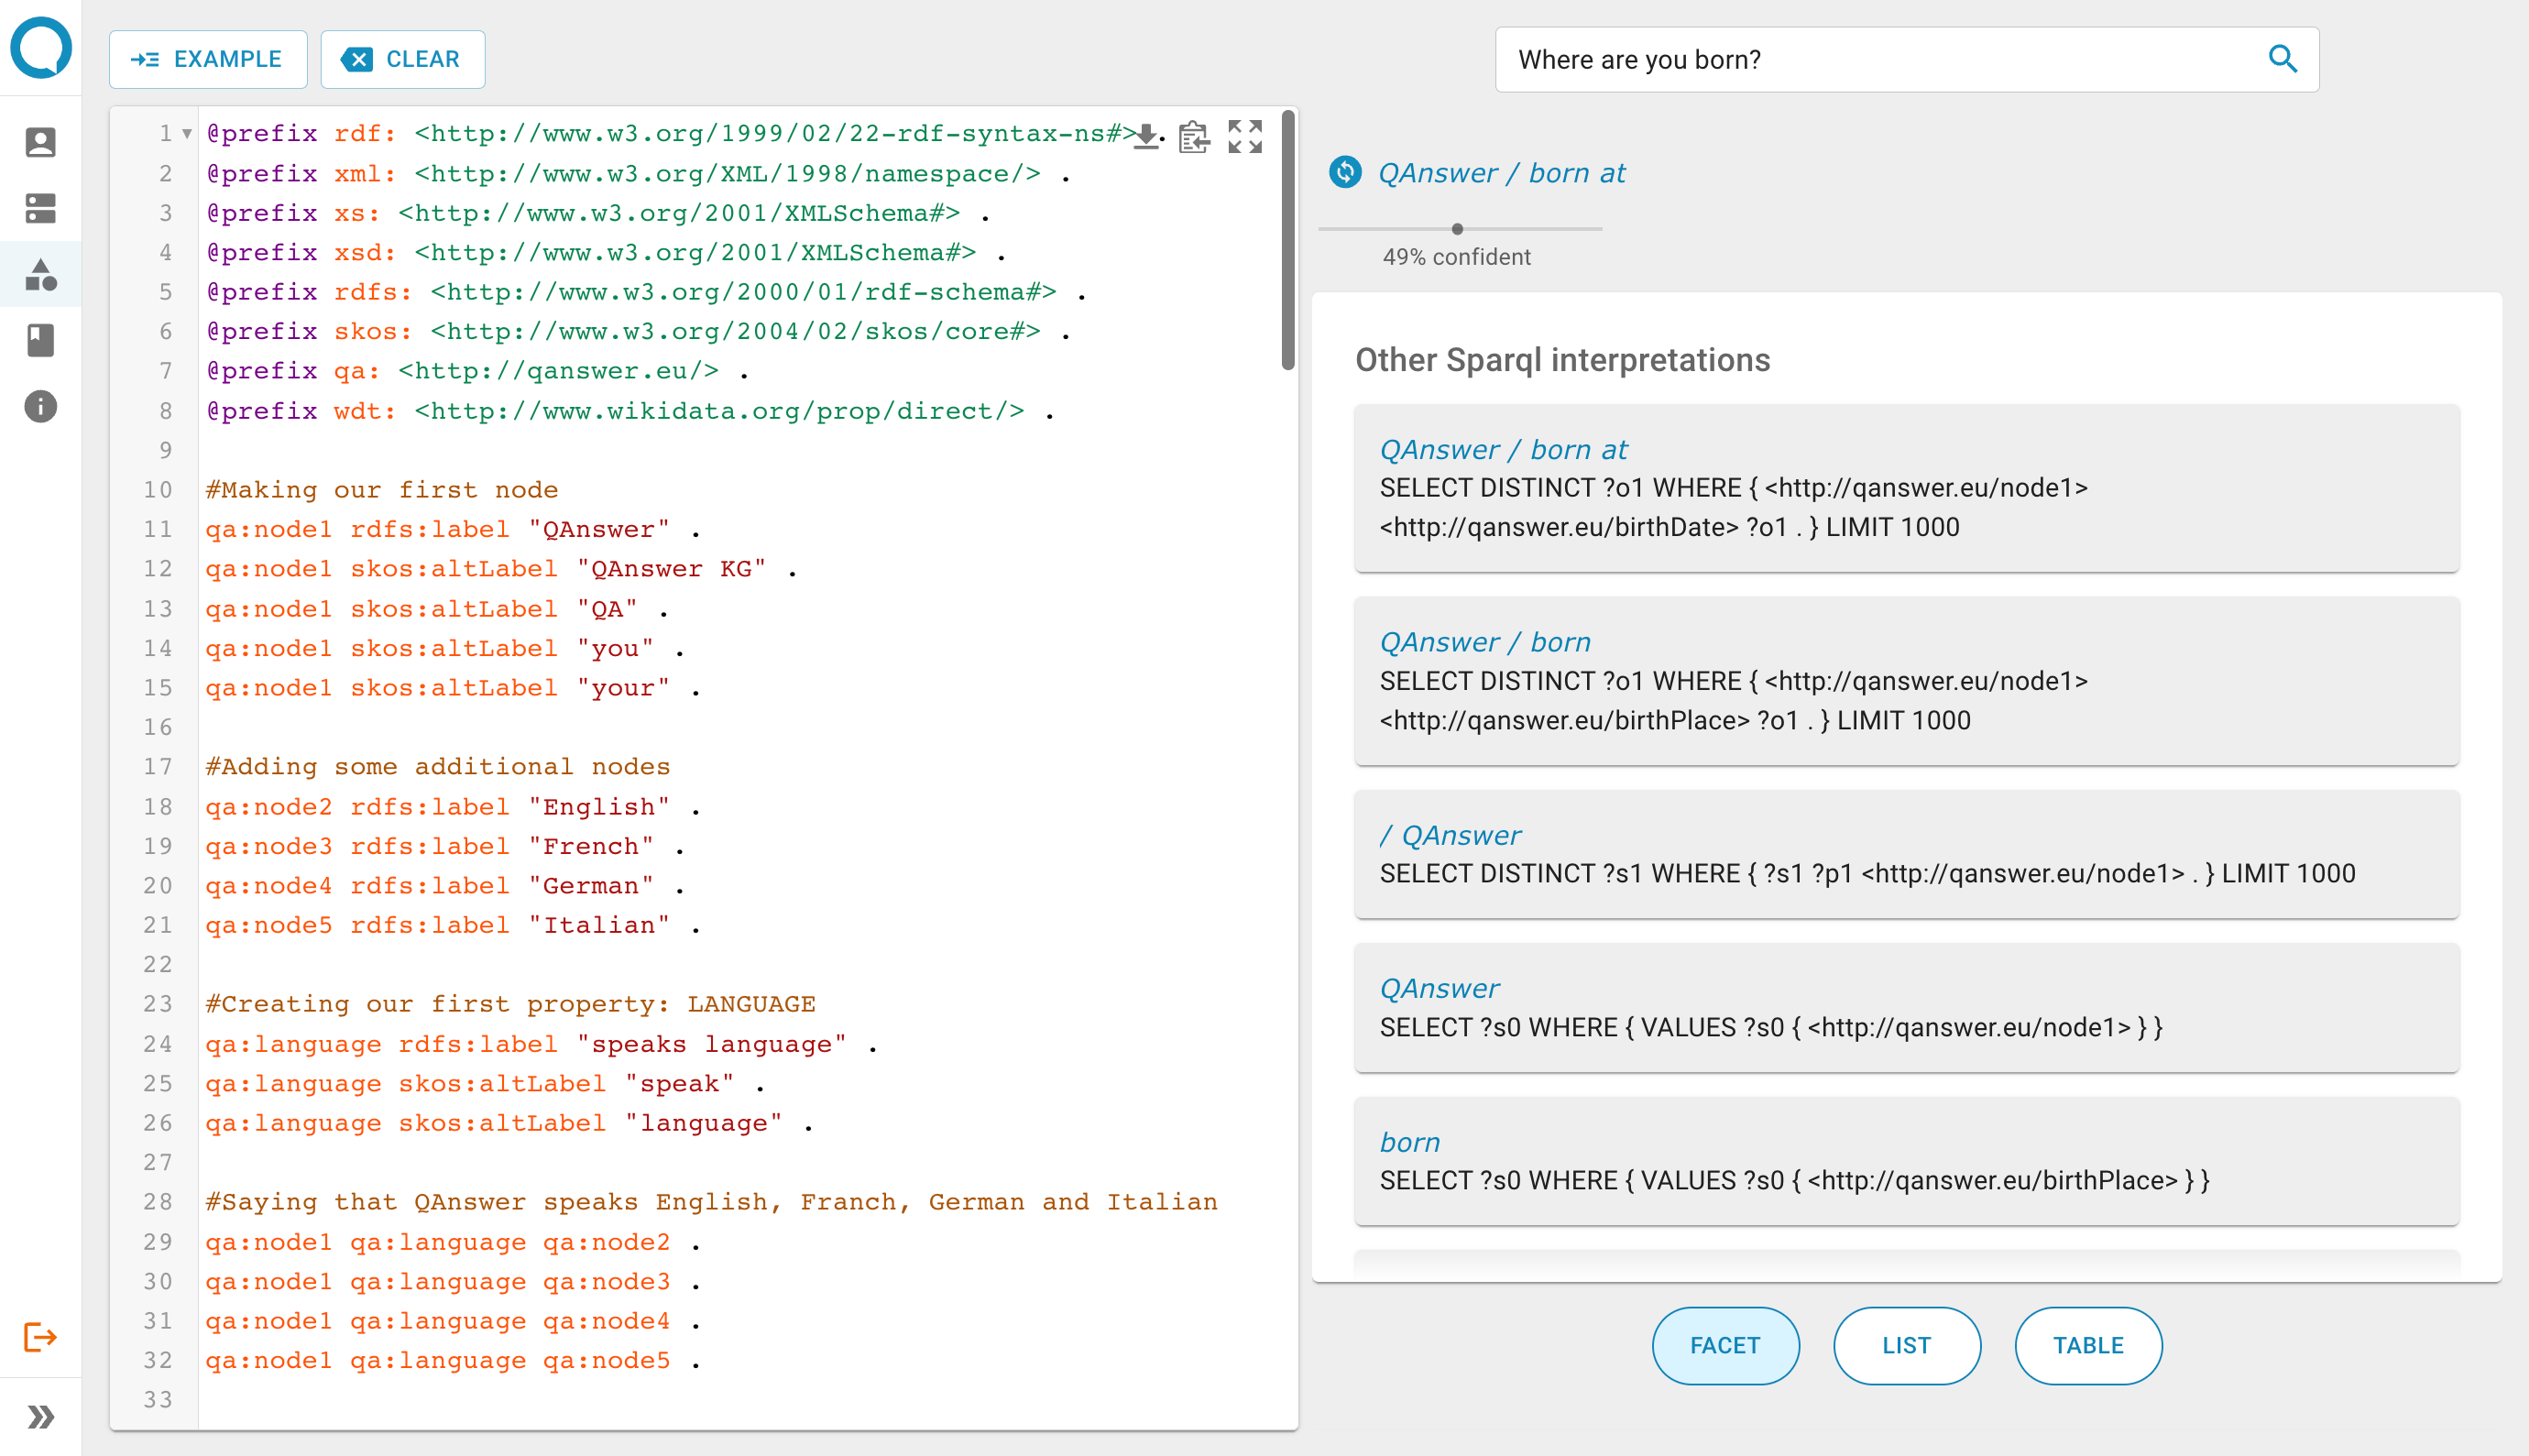 EXAMPLE
CLEAR
1 @prefix rdf: <http://www.w3.org/1999/02/22-rdf-syntax-ns#> .
2 @prefix xml: <http://www.w3.org/XML/1998/namespace/> .
3 @prefix xs: <http://www.w3.org/2001/XMLSchema#> .
4 @prefix xsd: <http://www.w3.org/2001/XMLSchema#> .
5 @prefix rdfs: <http://www.w3.org/2000/01/rdf-schema#> .
6 @prefix skos: <http://www.w3.org/2004/02/skos/core#> .
7 @prefix qa: <http://qanswer.eu/> .
8 @prefix wdt: <http://www.wikidata.org/prop/direct/> .
9
10 #Making our first node
11 qa:node1 rdfs:label "QAnswer" .
12 qa:node1 skos:altLabel "QAnswer KG" .
13 qa:node1 skos:altLabel "QA" .
14 qa:node1 skos:altLabel "you" .
15 qa:node1 skos:altLabel "your" .
16
17 #Adding some additional nodes
18 qa:node2 rdfs:label "English" .
19 qa:node3 rdfs:label "French" .
20 qa:node4 rdfs:label "German" .
21 qa:node5 rdfs:label "Italian" .
22
23 #Creating our first property: LANGUAGE
24 qa:language rdfs:label "speaks language" .
25 qa:language skos:altLabel "speak" .
26 qa:language skos:altLabel "language" .
27
28 #Saying that QAnswer speaks English, Franch, German and Italian
29 qa:node1 qa:language qa:node2 .
30 qa:node1 qa:language qa:node3 .
31 qa:node1 qa:language qa:node4 .
32 qa:node1 qa:language qa:node5 .
33
Where are you born?
QAnswer / born at
49% confident
Other Sparql interpretations
QAnswer / born at
SELECT DISTINCT ?o1 WHERE { <http://qanswer.eu/node1>
<http://qanswer.eu/birthDate> ?o1 . } LIMIT 1000
QAnswer / born
SELECT DISTINCT ?o1 WHERE { <http://qanswer.eu/node1>
<http://qanswer.eu/birthPlace> ?o1 . } LIMIT 1000
/ QAnswer
SELECT DISTINCT ?s1 WHERE { ?s1 ?p1 <http://qanswer.eu/node1> . } LIMIT 1000
QAnswer
SELECT ?s0 WHERE { VALUES ?s0 { <http://qanswer.eu/node1> } }
born
SELECT ?s0 WHERE { VALUES ?s0 { <http://qanswer.eu/birthPlace> } }
FACET
LIST
TABLE